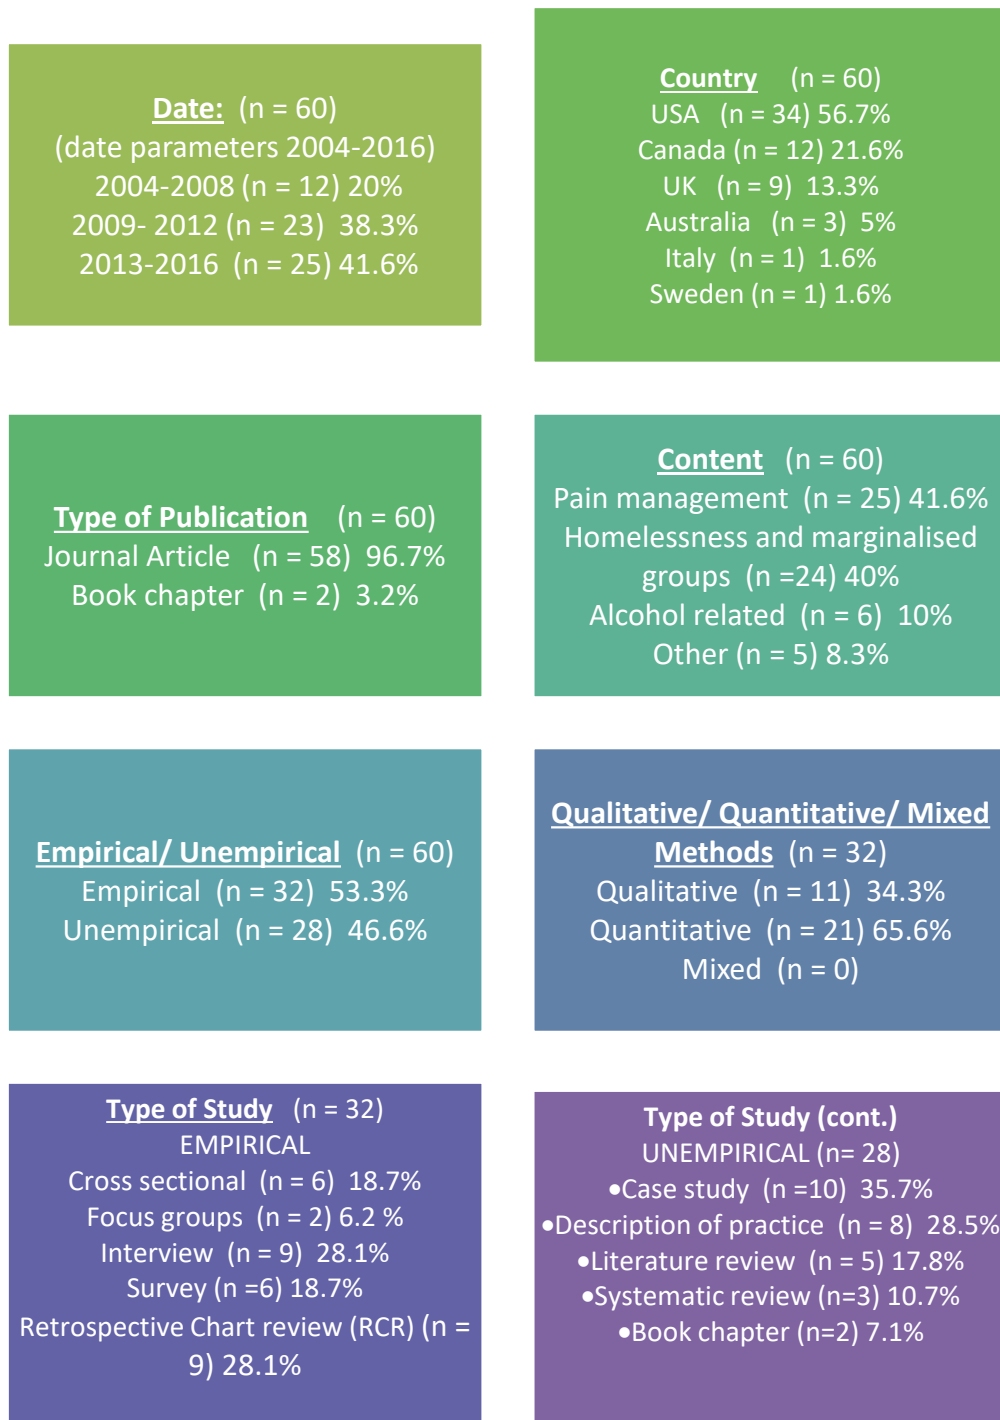 Date: (n = 60)
(date parameters 2004-2016)
2004-2008 (n = 12) 20%
2009- 2012 (n = 23) 38.3%
2013-2016 (n = 25) 41.6%
Country (n = 60)
USA (n = 34) 56.7%
Canada (n = 12) 21.6%
UK (n = 9) 13.3%
Australia (n = 3) 5%
Italy (n = 1) 1.6%
Sweden (n = 1) 1.6%
Type of Publication (n = 60)
Journal Article (n = 58) 96.7%
Book chapter (n = 2) 3.2%
Content (n = 60)
Pain management (n = 25) 41.6%
Homelessness and marginalised
groups (n =24) 40%
Alcohol related (n = 6) 10%
Other (n = 5) 8.3%
Empirical/ Unempirical (n = 60)
Empirical (n = 32) 53.3%
Unempirical (n = 28) 46.6%
Qualitative/ Quantitative/ Mixed
Methods (n = 32)
Qualitative (n = 11) 34.3%
Quantitative (n = 21) 65.6%
Mixed (n = 0)
Type of Study (n = 32)
EMPIRICAL
Cross sectional (n = 6) 18.7%
Focus groups (n = 2) 6.2 %
Interview (n = 9) 28.1%
Survey (n =6) 18.7%
Retrospective Chart review (RCR) (n =
9) 28.1%
Type of Study (cont.)
UNEMPIRICAL (n= 28)
•Case study (n =10) 35.7%
•Description of practice (n = 8) 28.5%
•Literature review (n = 5) 17.8%
•Systematic review (n=3) 10.7%
•Book chapter (n=2) 7.1%